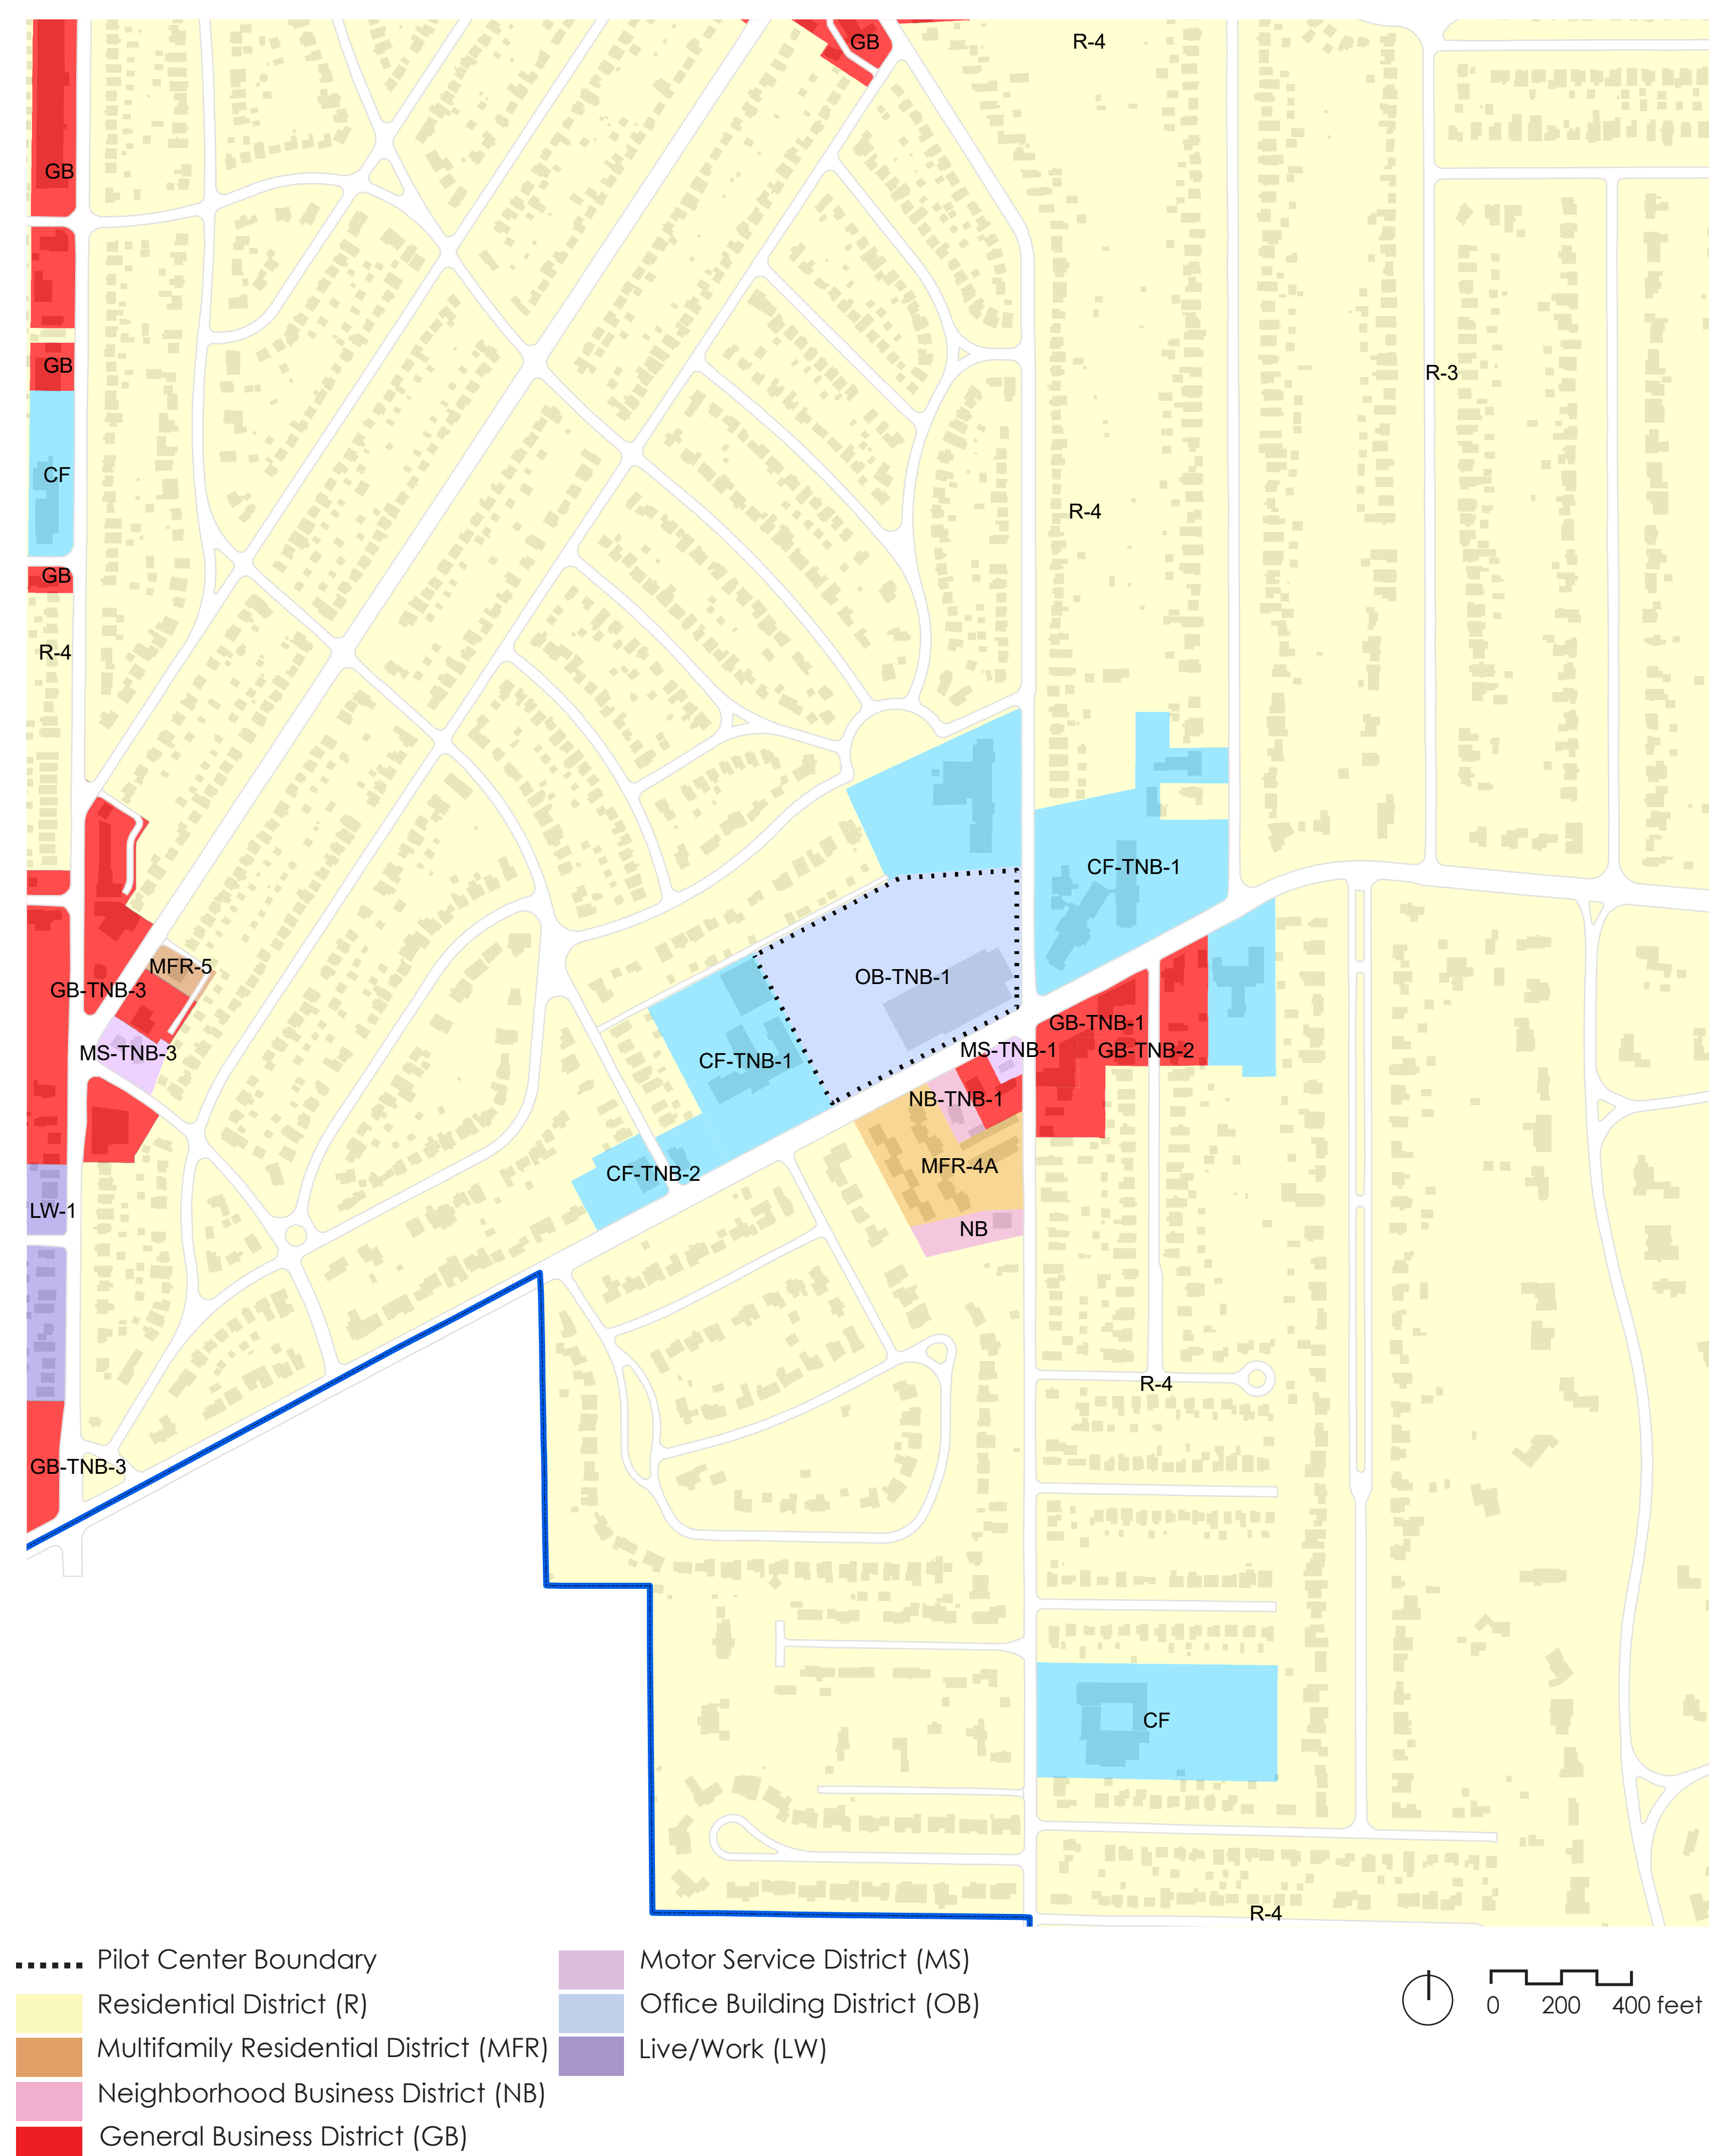 GB
R-4
GB
GB
R-3
CF
R-4
GB
R-4
CF-TNB-1
MFR-5
OB-TNB-1
GB-TNB-3
GB-TNB-1
MS-TNB-3
MS-TNB-1
GB-TNB-2
CF-TNB-1
NB-TNB-1
MFR-4A
CF-TNB-2
LW-1
NB
R-4
GB-TNB-3
CF
R-4
Pilot Center Boundary
Residential District (R)
Multifamily Residential District (MFR)
Neighborhood Business District (NB)
General Business District (GB)
Motor Service District (MS)
Office Building District (OB)
Live/Work (LW)
0 200 400 feet